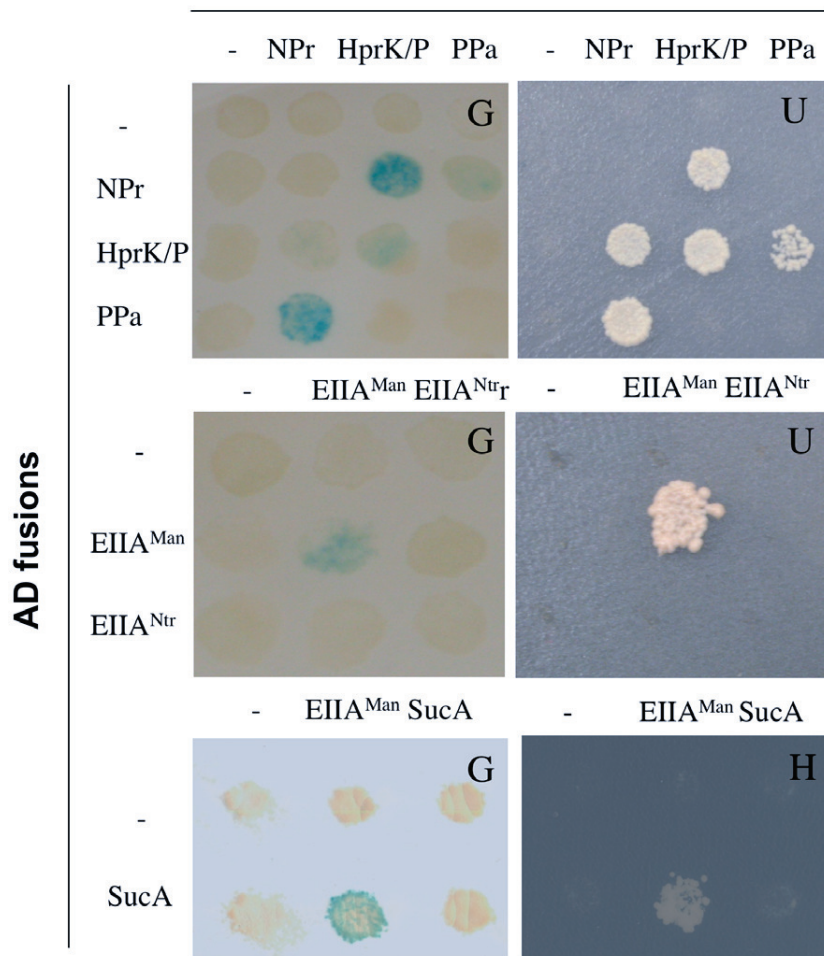 - NPr HprK/P PPa - NPr HprK/P PPa
G U
-
NPr
HprK/P
PPa
- EIIA^Man EIIA^Ntr r - EIIA^Man EIIA^Ntr
G U
-
EIIA^Man
EIIA^Ntr
AD fusions
- EIIA^Man SucA - EIIA^Man SucA
G H
-
SucA